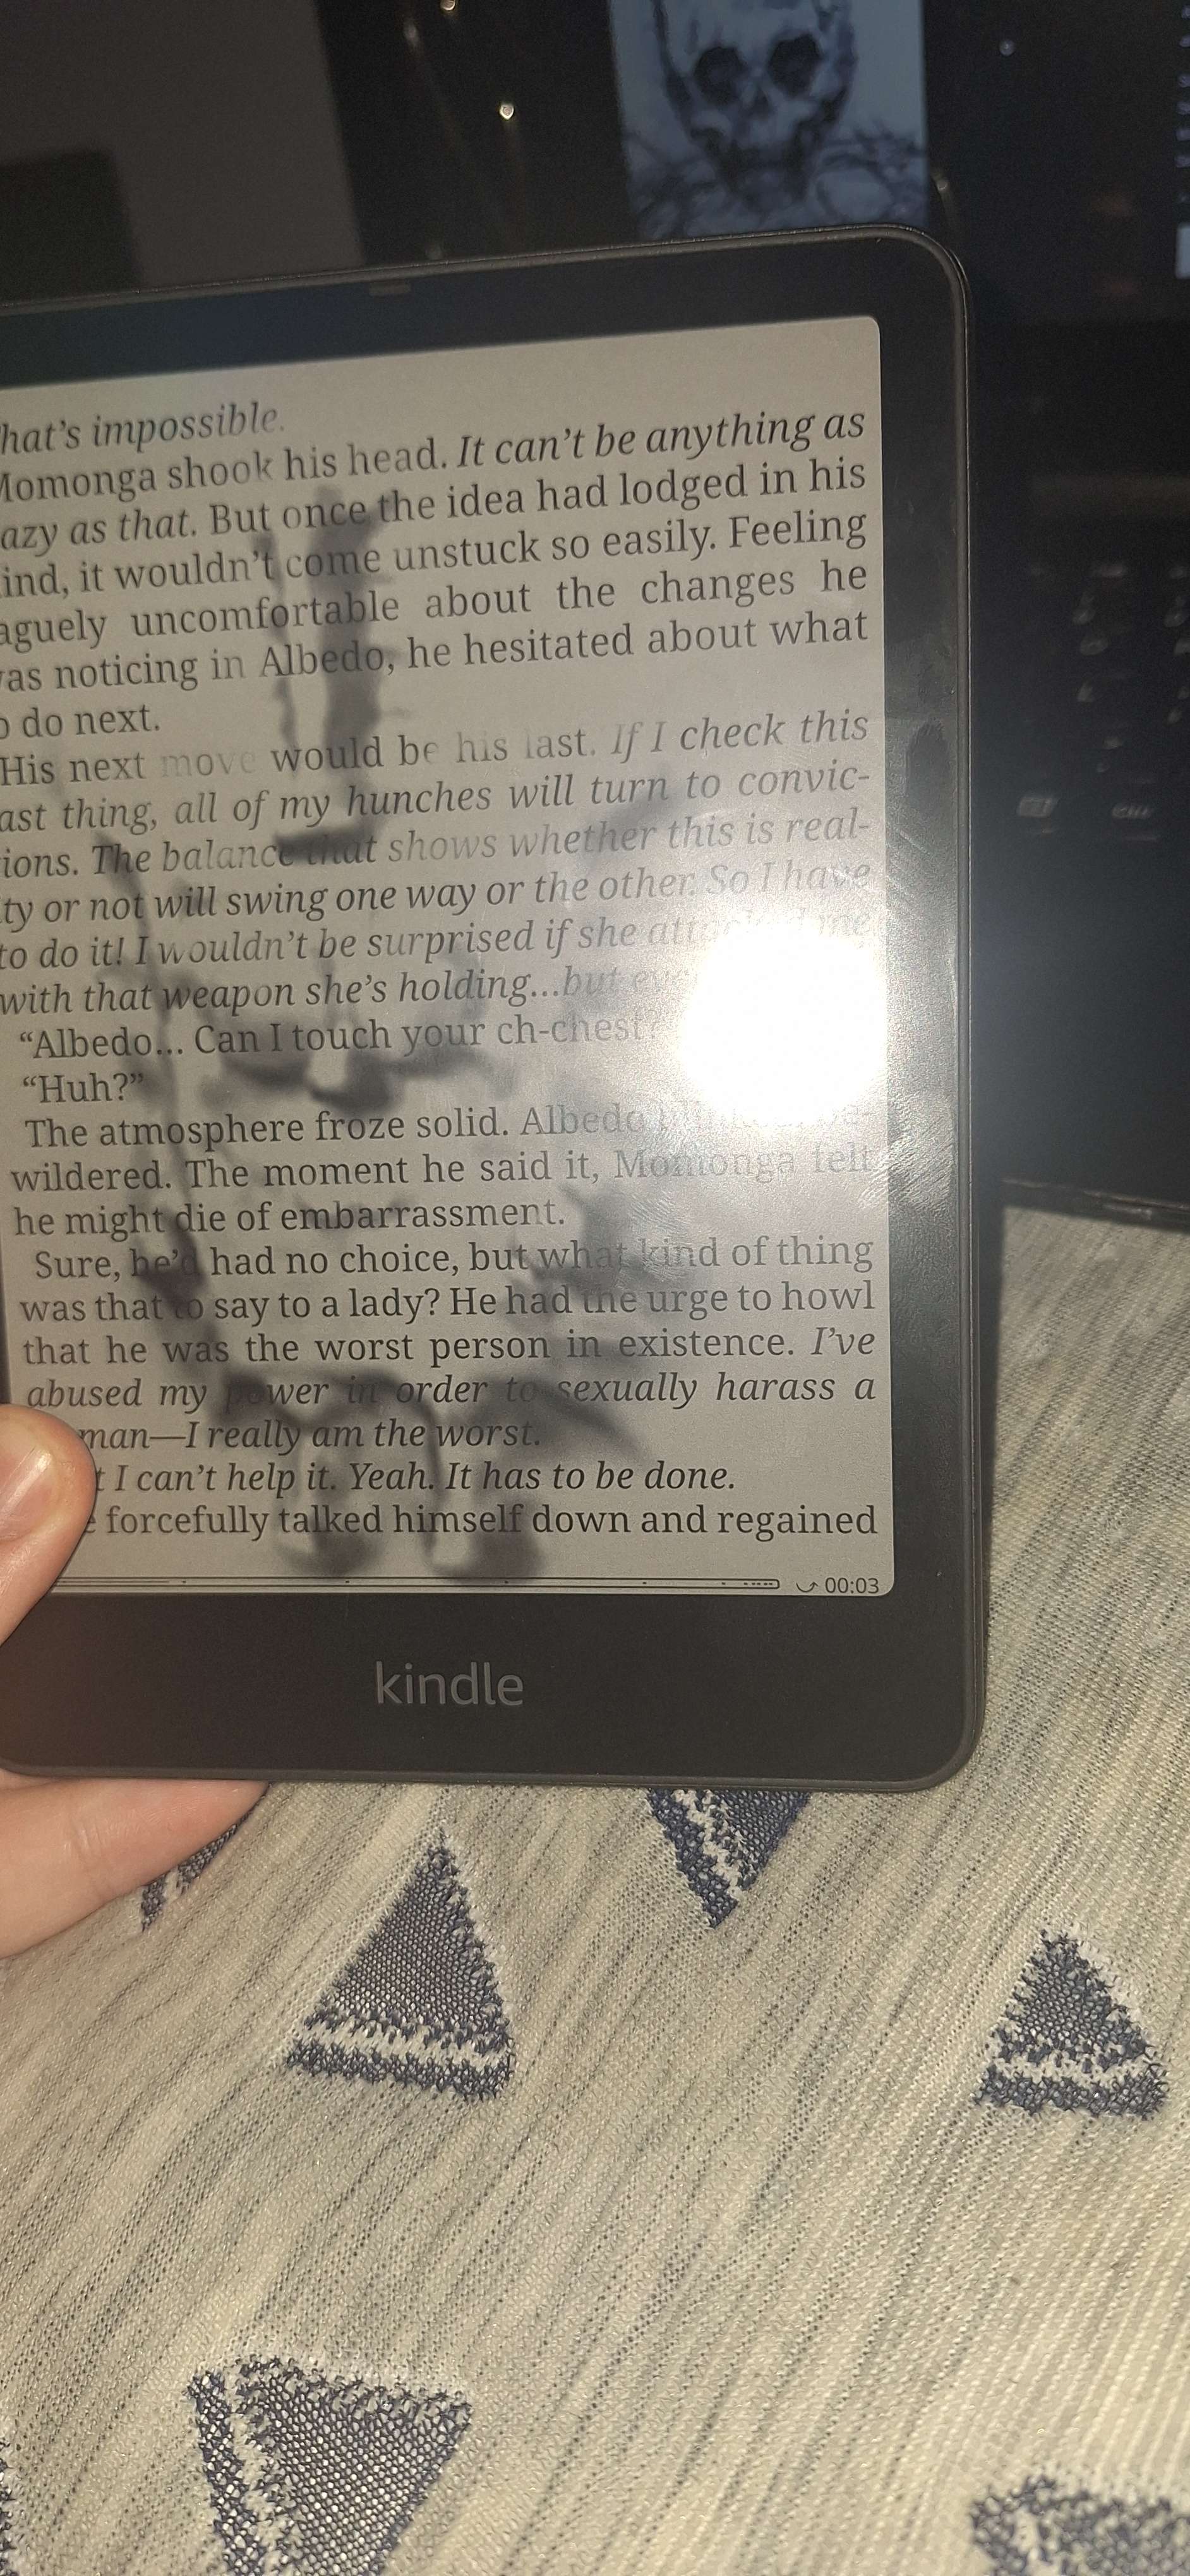 hat's impossible.
Momonga shook his head. It can't be anything as
azy as that. But once the idea had lodged in his
ind, it wouldn't come unstuck so easily. Feeling
aguely uncomfortable about the changes he
was noticing in Albedo, he hesitated about what
o do next.
His next move would be his last. If I check this
ast thing, all of my hunches will turn to convic-
ions. The balance that shows whether this is real-
ty or not will swing one way or the other. So I have
to do it! I wouldn't be surprised if she attacked me
with that weapon she's holding...but
“Albedo... Can I touch your ch-chest?
“Huh?”
The atmosphere froze solid. Albedo
wildered. The moment he said it, Momonga felt
he might die of embarrassment.
Sure, he'd had no choice, but what kind of thing
was that to say to a lady? He had the urge to howl
that he was the worst person in existence. I've
abused my power in order to sexually harass a
man—I really am the worst.
t I can't help it. Yeah. It has to be done.
e forcefully talked himself down and regained
00:03
kindle